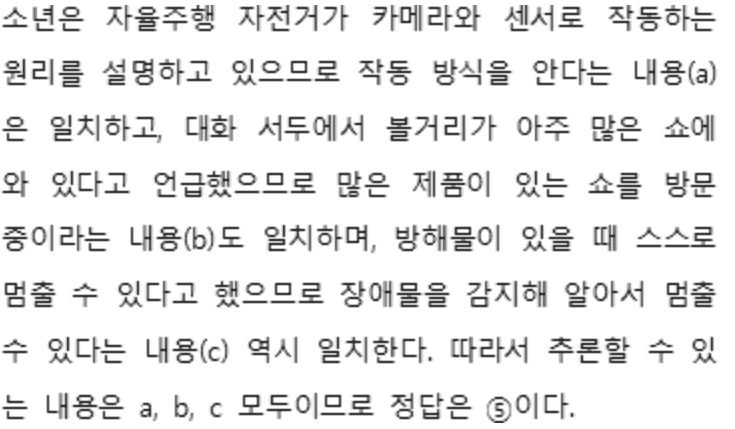 소년은 자율주행 자전거가 카메라와 센서로 작동하는
원리를 설명하고 있으므로 작동 방식을 안다는 내용(a)
은 일치하고, 대화 서두에서 볼거리가 아주 많은 쇼에
와 있다고 언급했으므로 많은 제품이 있는 쇼를 방문
중이라는 내용(b)도 일치하며, 방해물이 있을 때 스스로
멈출 수 있다고 했으므로 장애물을 감지해 알아서 멈출
수 있다는 내용(c) 역시 일치한다. 따라서 추론할 수 있
는 내용은 a, b, c 모두이므로 정답은 ⑤이다.